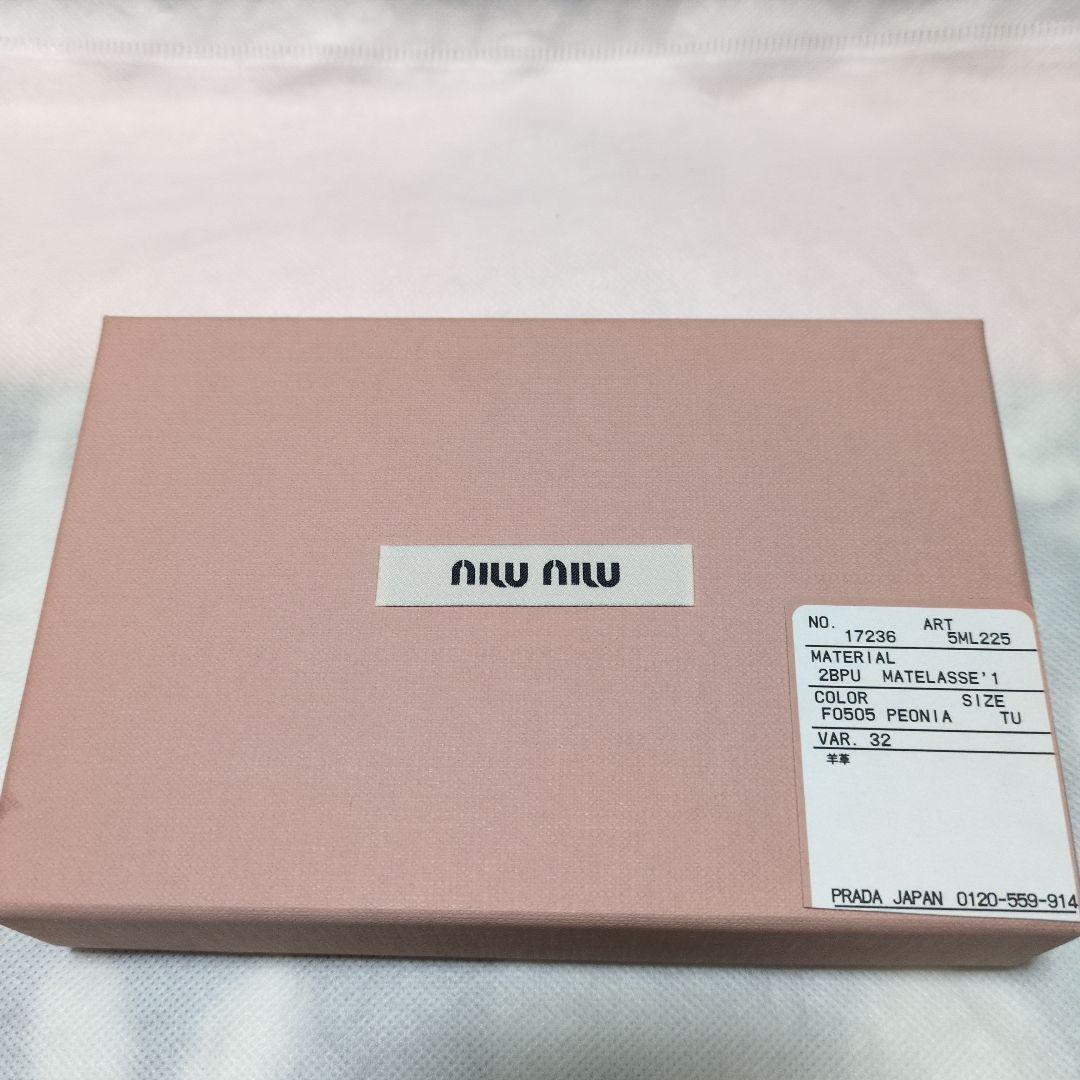 miu miu
NO. ART
17236 5ML225
MATERIAL
2BPU MATELASSE'1
COLOR SIZE
F0505 PEONIA TU
VAR. 32
羊革
PRADA JAPAN 0120-559-914